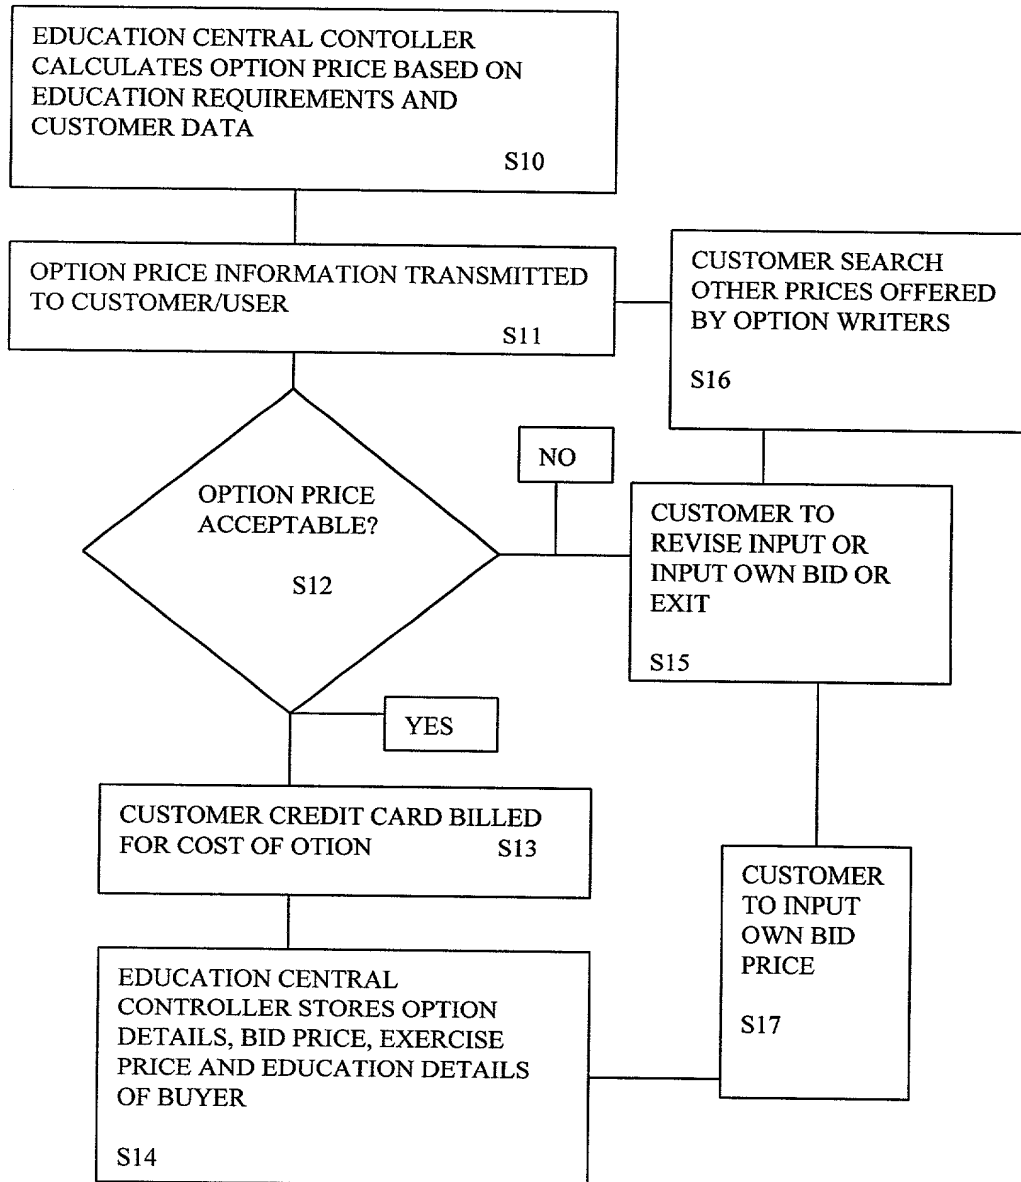 EDUCATION CENTRAL CONTOLLER
CALCULATES OPTION PRICE BASED ON
EDUCATION REQUIREMENTS AND
CUSTOMER DATA
S10
OPTION PRICE INFORMATION TRANSMITTED
TO CUSTOMER/USER
S11
CUSTOMER SEARCH
OTHER PRICES OFFERED
BY OPTION WRITERS
S16
OPTION PRICE
ACCEPTABLE?
S12
NO
CUSTOMER TO
REVISE INPUT OR
INPUT OWN BID OR
EXIT
S15
YES
CUSTOMER CREDIT CARD BILLED
FOR COST OF OTION S13
CUSTOMER
TO INPUT
OWN BID
PRICE
S17
EDUCATION CENTRAL
CONTROLLER STORES OPTION
DETAILS, BID PRICE, EXERCISE
PRICE AND EDUCATION DETAILS
OF BUYER
S14